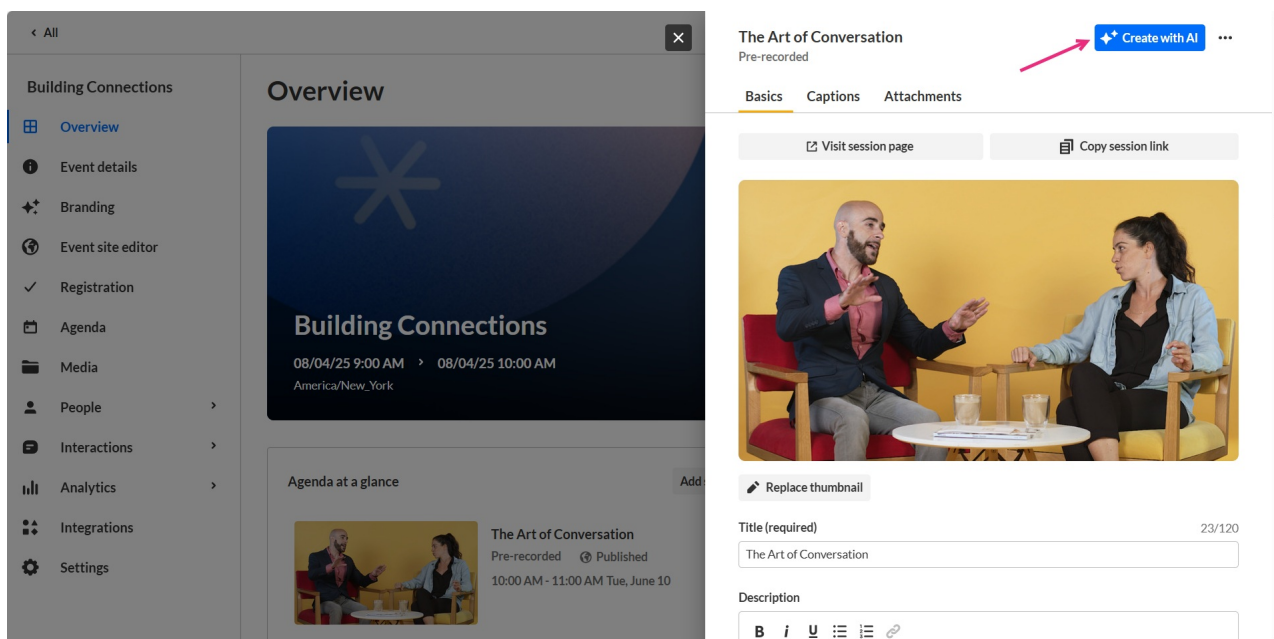 All
Building Connections
Overview
Event details
Branding
Event site editor
Registration
Agenda
Media
People
Interactions
Analytics
Integrations
Settings
Overview
Building Connections
08/04/25 9:00 AM > 08/04/25 10:00 AM
America/New_York
Agenda at a glance
Add
The Art of Conversation
Pre-recorded Published
10:00 AM - 11:00 AM Tue, June 10
The Art of Conversation
Pre-recorded
Create with AI
Basics Captions Attachments
Visit session page Copy session link
Replace thumbnail
Title (required) 23/120
The Art of Conversation
Description
B i U